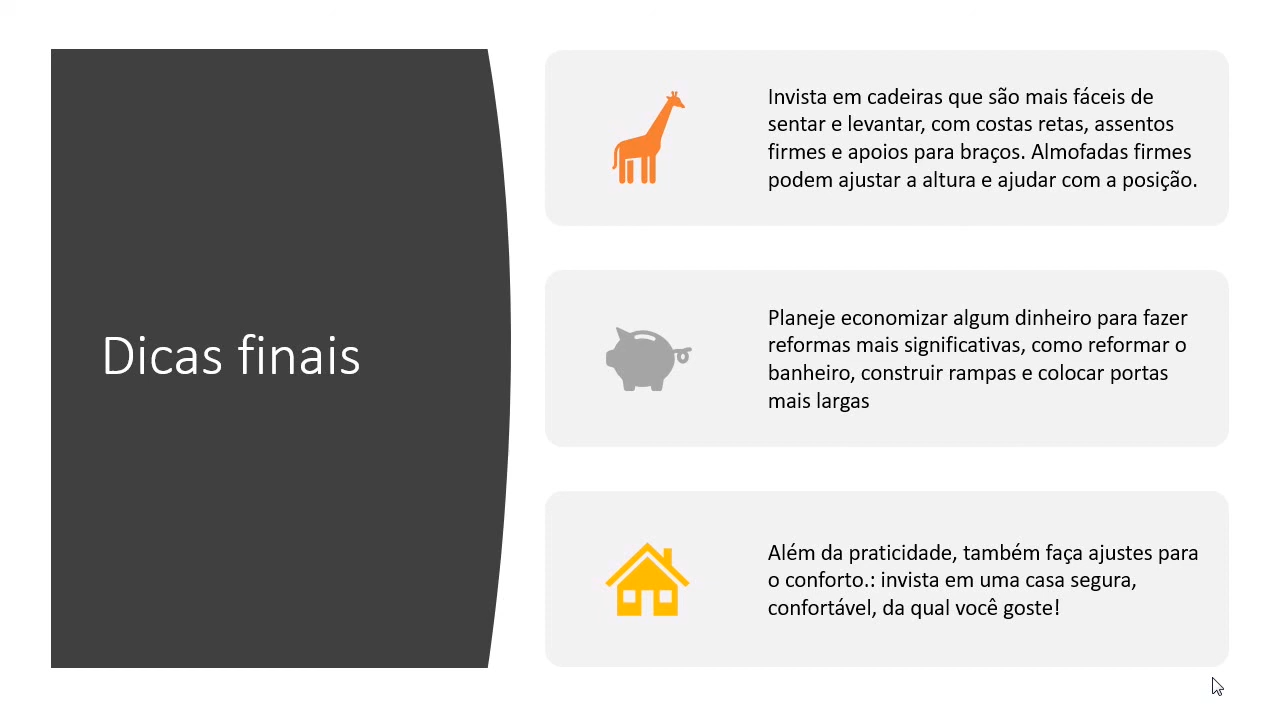 Dicas finais
Invista em cadeiras que são mais fáceis de
sentar e levantar, com costas retas, assentos
firmes e apoios para braços. Almofadas firmes
podem ajustar a altura e ajudar com a posição.
Planeje economizar algum dinheiro para fazer
reformas mais significativas, como reformar o
banheiro, construir rampas e colocar portas
mais largas
Além da praticidade, também faça ajustes para
o conforto.: invista em uma casa segura,
confortável, da qual você goste!